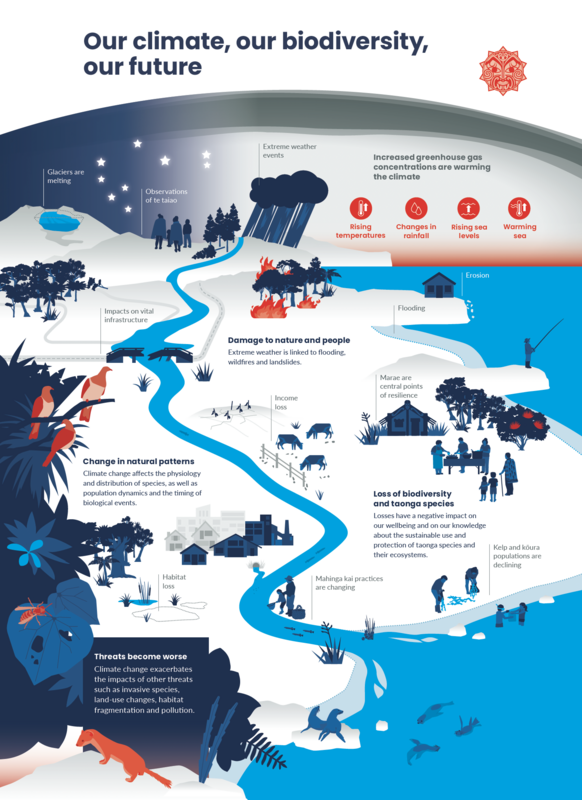 Our climate, our biodiversity,
our future
Extreme weather
events
Increased greenhouse gas
concentrations are warming
the climate
Glaciers are
melting
Observations
of te taiao
Rising
temperatures
Changes in
rainfall
Rising sea
levels
Warming
sea
Erosion
Flooding
Impacts on vital
infrastructure
Damage to nature and people
Extreme weather is linked to flooding,
wildfires and landslides.
Marae are
central points
of resilience
Income
loss
Change in natural patterns
Climate change affects the physiology
and distribution of species, as well as
population dynamics and the timing of
biological events.
Loss of biodiversity
and taonga species
Losses have a negative impact on
our wellbeing and on our knowledge
about the sustainable use and
protection of taonga species and
their ecosystems.
Kelp and kōura
populations are
declining
Habitat
loss
Mahinga kai practices
are changing
Threats become worse
Climate change exacerbates
the impacts of other threats
such as invasive species,
land-use changes, habitat
fragmentation and pollution.